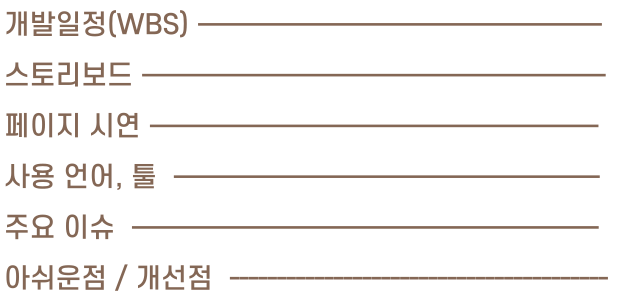 개발일정(WBS)
스토리보드
페이지 시연
사용 언어, 툴
주요 이슈
아쉬운점 / 개선점